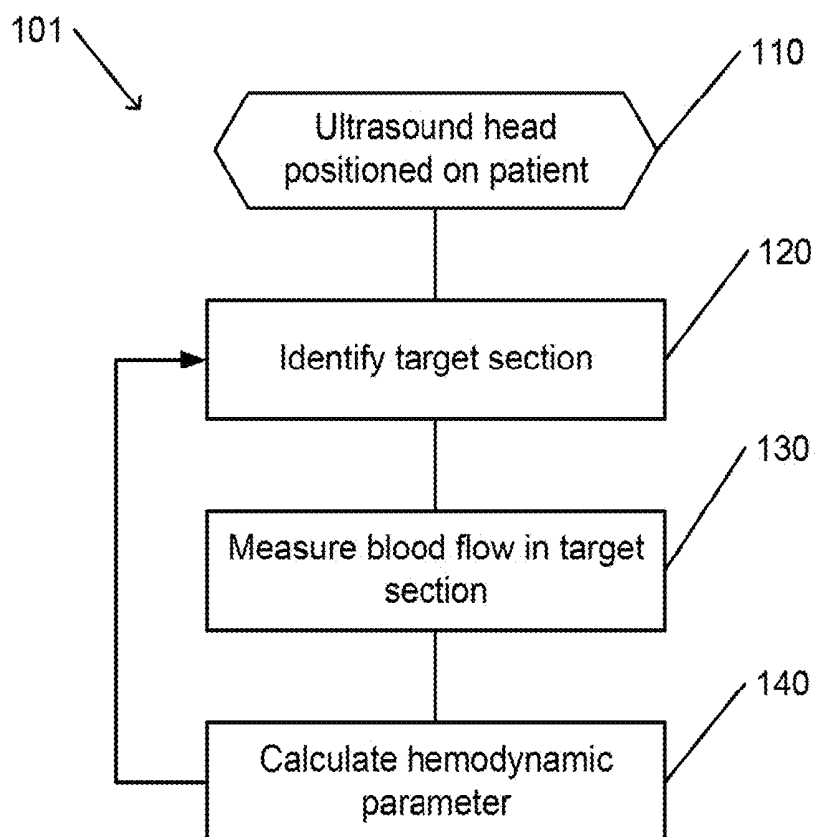 101
110
Ultrasound head
positioned on patient
120
Identify target section
130
Measure blood flow in target
section
140
Calculate hemodynamic
parameter